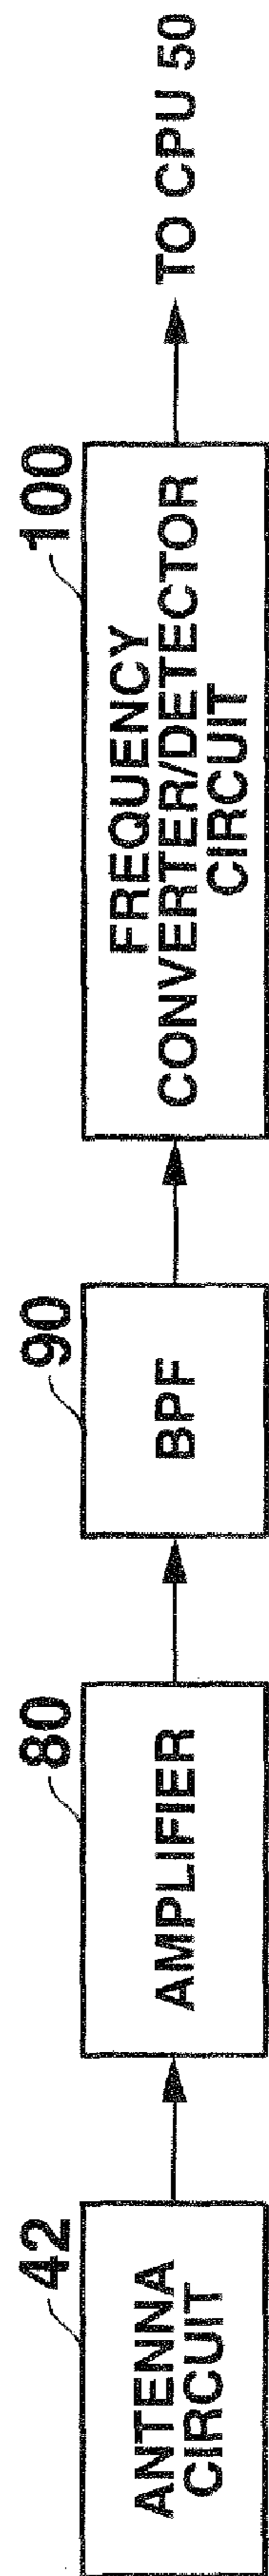 42
ANTENNA
CIRCUIT
80
AMPLIFIER
90
BPF
100
FREQUENCY
CONVERTER/DETECTOR
CIRCUIT
TO CPU 50